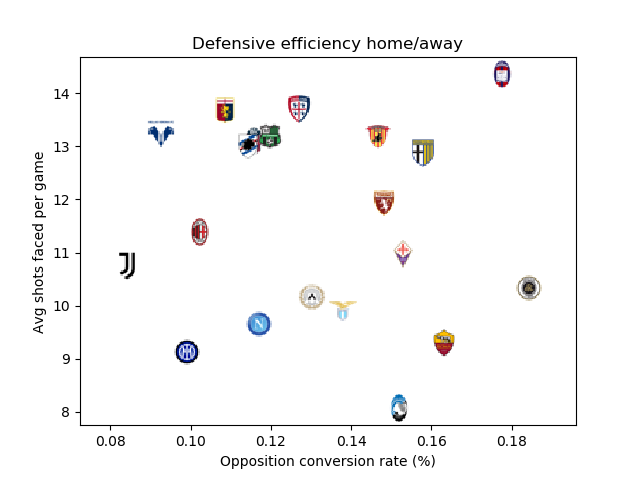 Defensive efficiency home/away
14
13
12
11
10
9
8
Avg shots faced per game
0.08 0.10 0.12 0.14 0.16 0.18
Opposition conversion rate (%)